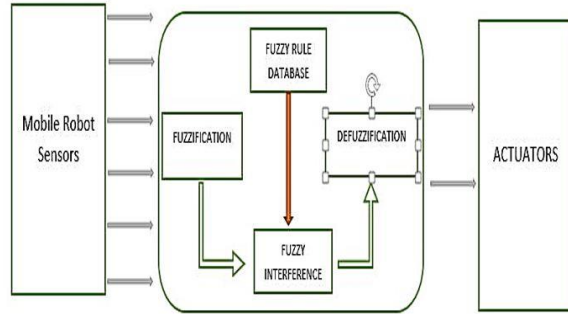 Mobile Robot
Sensors
FUZZY RULE
DATABASE
FUZZIFICATION
DEFUZZIFICATION
FUZZY
INTERFERENCE
ACTUATORS